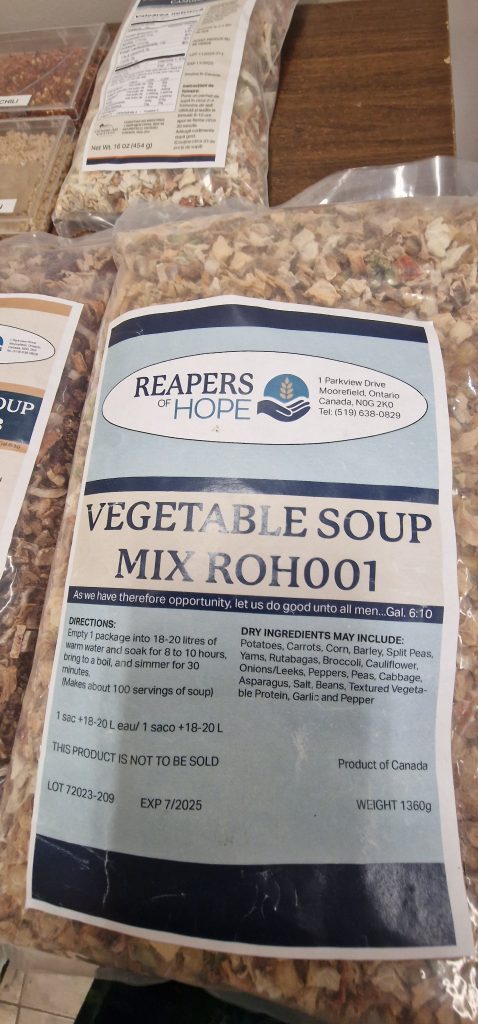 CHILI
Net Wt. 16 oz (454 g)
OUP
REAPERS
OF HOPE
1 Parkview Drive
Moorefield, Ontario
Canada, N0G 2K0
Tel: (519) 638-0829
VEGETABLE SOUP
MIX ROH001
As we have therefore opportunity, let us do good unto all men...Gal. 6:10
DIRECTIONS:
Empty 1 package into 18-20 litres of
warm water and soak for 8 to 10 hours,
bring to a boil, and simmer for 30
minutes.
(Makes about 100 servings of soup)
DRY INGREDIENTS MAY INCLUDE:
Potatoes, Carrots, Corn, Barley, Split Peas,
Yams, Rutabagas, Broccoli, Cauliflower,
Onions/Leeks, Peppers, Peas, Cabbage,
Asparagus, Salt, Beans, Textured Vegeta-
ble Protein, Garlic and Pepper
1 sac +18-20 L eau/ 1 saco +18-20 L
THIS PRODUCT IS NOT TO BE SOLD
Product of Canada
LOT 72023-209
EXP 7/2025
WEIGHT 1360g